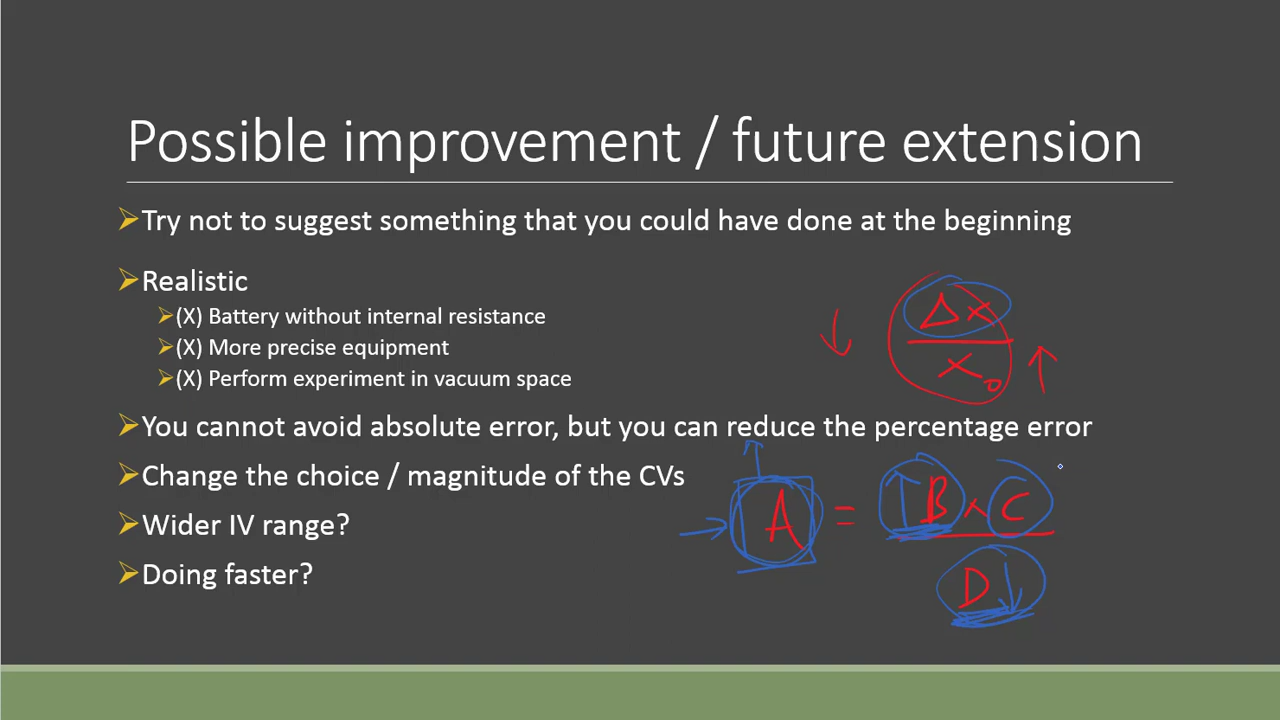 Possible improvement / future extension
Try not to suggest something that you could have done at the beginning
Realistic
(X) Battery without internal resistance
(X) More precise equipment
(X) Perform experiment in vacuum space
↓ Δx / x₀ ↑
You cannot avoid absolute error, but you can reduce the percentage error
Change the choice / magnitude of the CVs
↑ → A = ↑B × C
D↓
Wider IV range?
Doing faster?